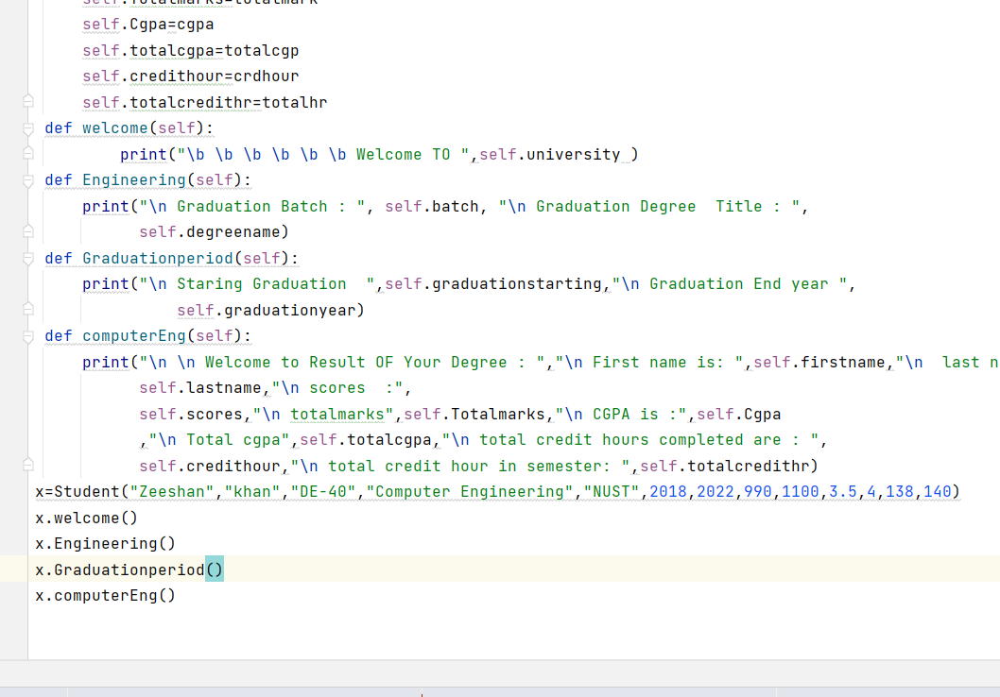 self.Totalmarks=totalmark
self.Cgpa=cgpa
self.totalcgpa=totalcgp
self.credithour=crdhour
self.totalcredithr=totalhr
def welcome(self):
print("\b \b \b \b \b \b Welcome TO ",self.university )
def Engineering(self):
print("\n Graduation Batch : ", self.batch, "\n Graduation Degree  Title : ",
self.degreename)
def Graduationperiod(self):
print("\n Staring Graduation  ",self.graduationstarting,"\n Graduation End year ",
self.graduationyear)
def computerEng(self):
print("\n \n Welcome to Result OF Your Degree : ","\n First name is: ",self.firstname,"\n  last n
self.lastname,"\n scores  :",
self.scores,"\n totalmarks",self.Totalmarks,"\n CGPA is :",self.Cgpa
,"\n Total cgpa",self.totalcgpa,"\n total credit hours completed are : ",
self.credithour,"\n total credit hour in semester: ",self.totalcredithr)
x=Student("Zeeshan","khan","DE-40","Computer Engineering","NUST",2018,2022,990,1100,3.5,4,138,140)
x.welcome()
x.Engineering()
x.Graduationperiod()
x.computerEng()